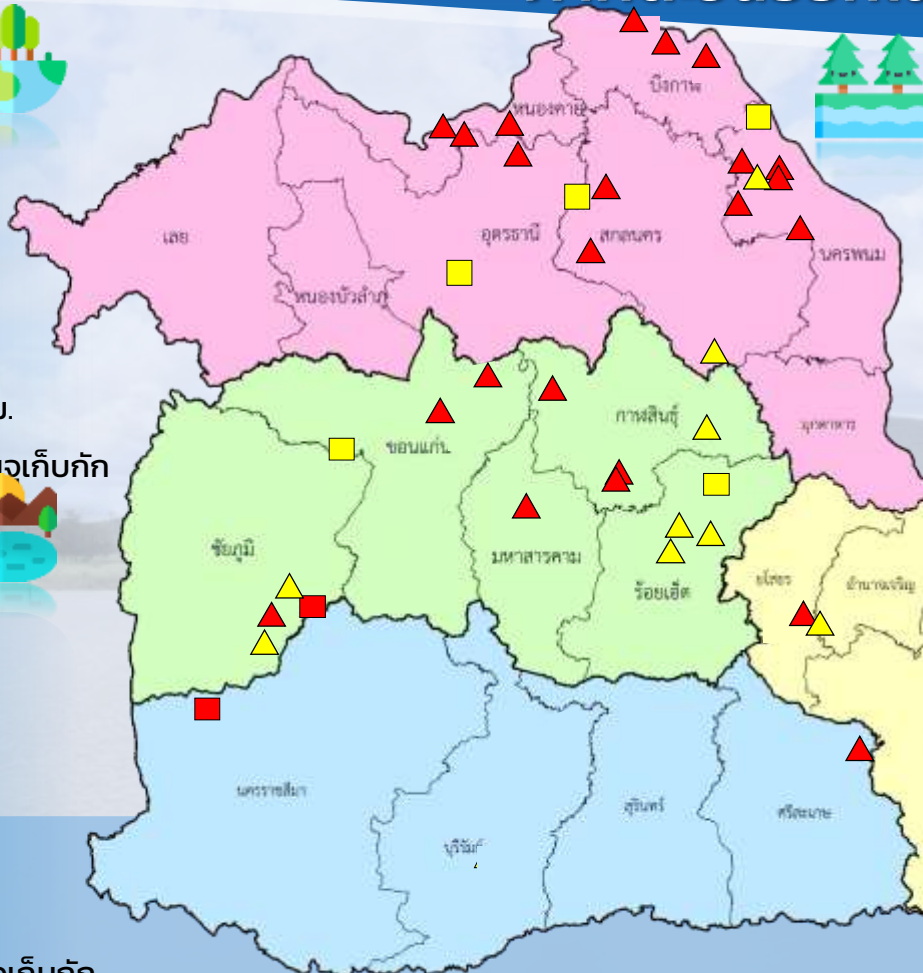 บึงกาฬ
หนองคาย
เลย
อุดรธานี
สกลนคร
นครพนม
หนองบัวลำภู
ม.
จุเก็บกัก
กาฬสินธุ์
มุกดาหาร
ขอนแก่น
ชัยภูมิ
มหาสารคาม
ร้อยเอ็ด
ยโสธร
อำนาจเจริญ
นครราชสีมา
สุรินทร์
ศรีสะเกษ
บุรีรัมย์